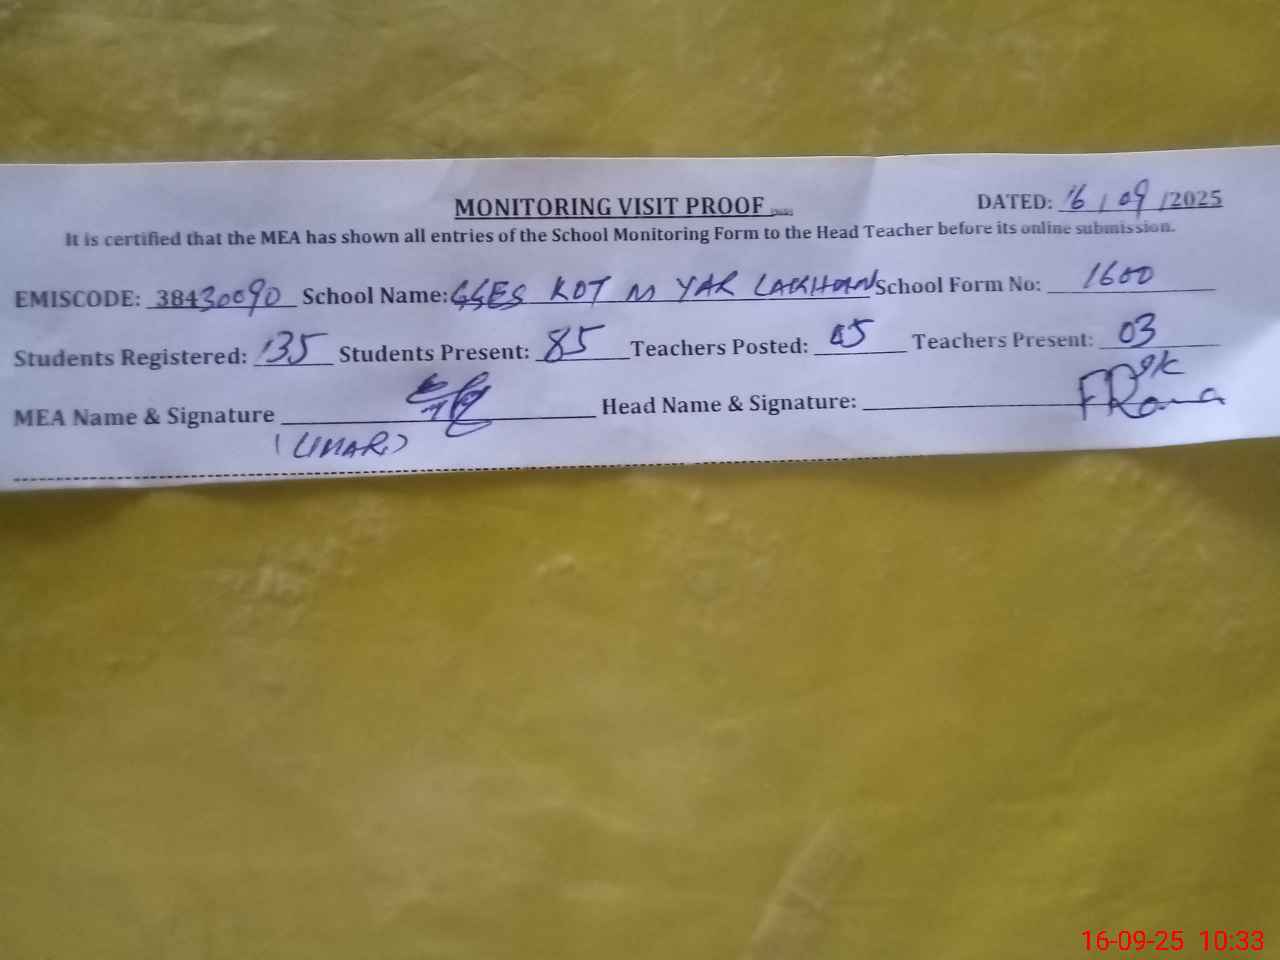 MONITORING VISIT PROOF DATED: 16 / 09 /2025
It is certified that the MEA has shown all entries of the School Monitoring Form to the Head Teacher before its online submission.
EMISCODE: 38430090 School Name: GGES KOT M YAR LAKHAN School Form No: 1600
Students Registered: 135 Students Present: 85 Teachers Posted: 05 Teachers Present: 03
MEA Name & Signature Head Name & Signature: FRana
(UMAR)
16-09-25 10:33